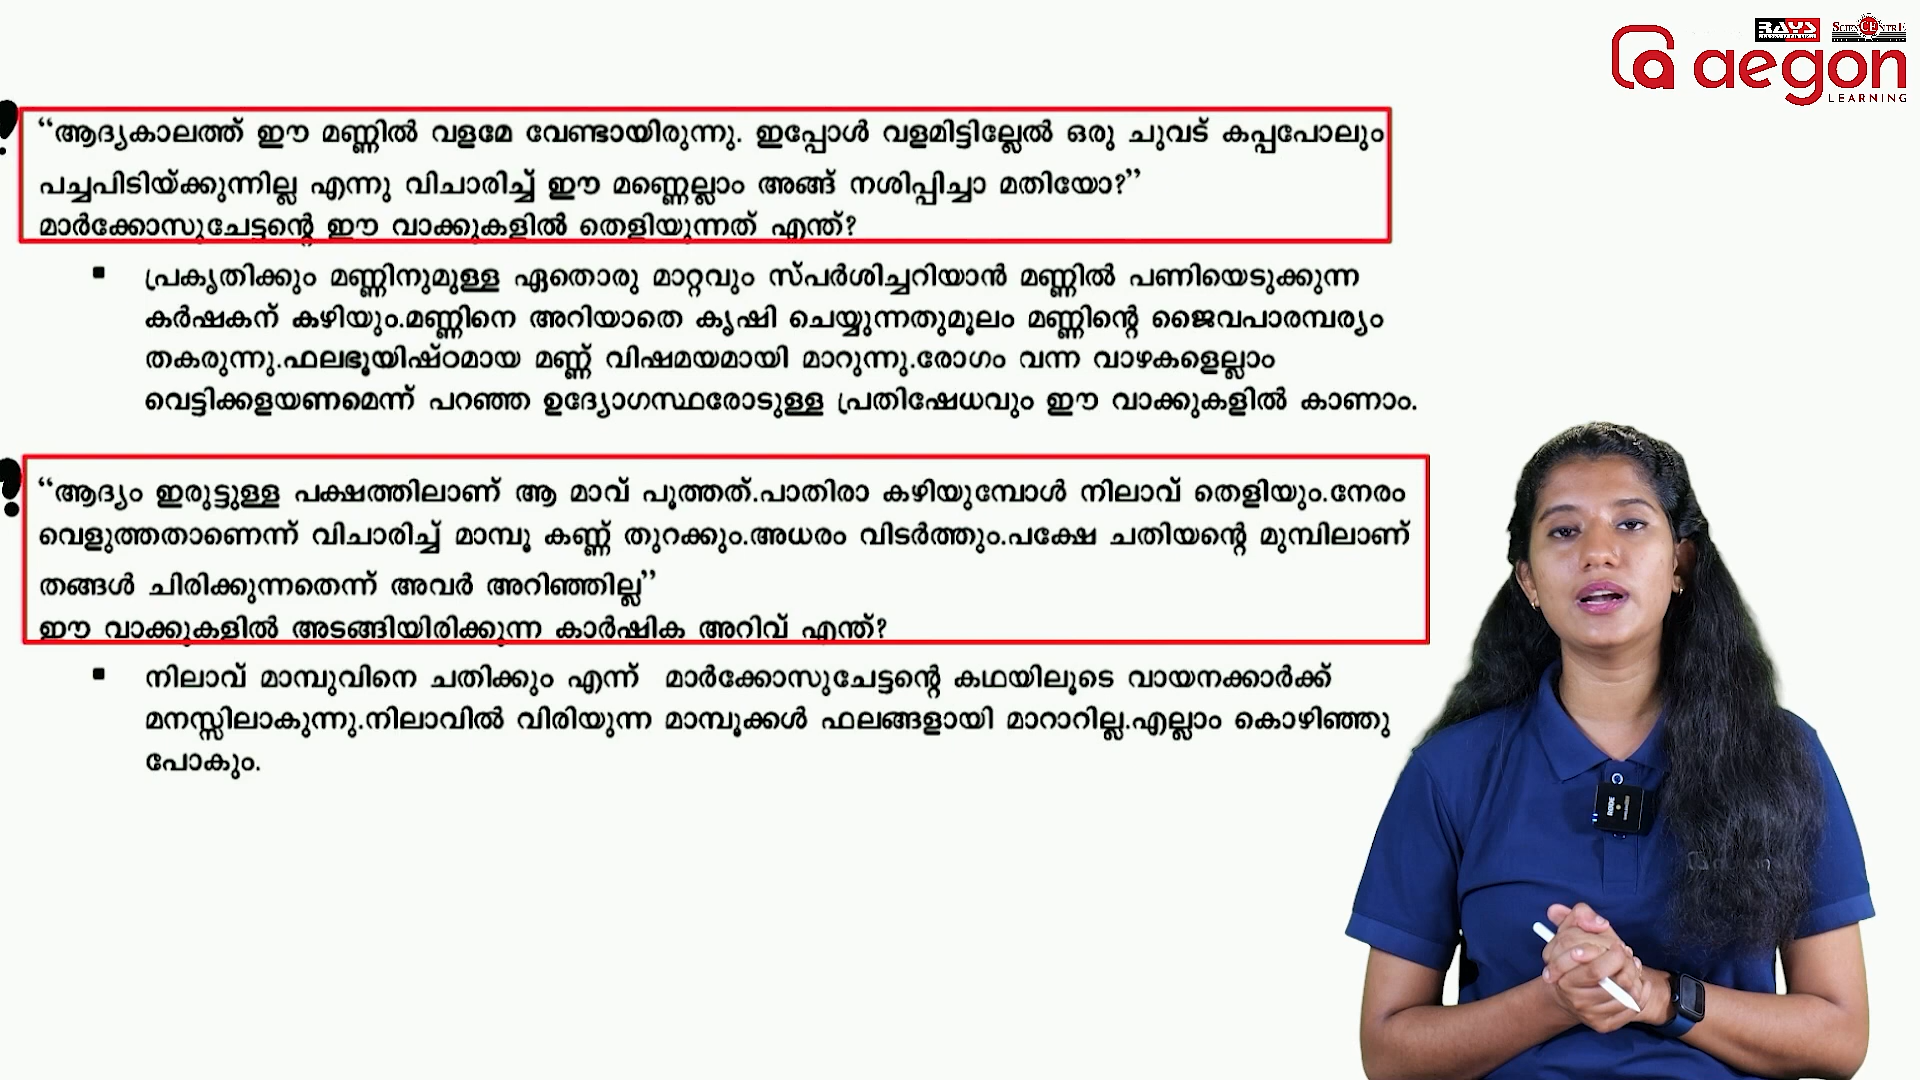 RAYS
SCIENCENTRE
aegon
LEARNING
“ആദ്യകാലത്ത് ഈ മണ്ണിൽ വളമേ വേണ്ടായിരുന്നു. ഇപ്പോൾ വളമിട്ടില്ലേൽ ഒരു ചുവട് കപ്പപോലും
പച്ചപിടിയ്ക്കുന്നില്ല എന്നു വിചാരിച്ച് ഈ മണ്ണെല്ലാം അങ്ങ് നശിപ്പിച്ചാ മതിയോ?”
മാർക്കോസുചേട്ടന്റെ ഈ വാക്കുകളിൽ തെളിയുന്നത് എന്ത്?
▪ പ്രകൃതിക്കും മണ്ണിനുമുള്ള ഏതൊരു മാറ്റവും സ്പർശിച്ചറിയാൻ മണ്ണിൽ പണിയെടുക്കുന്ന
കർഷകന് കഴിയും.മണ്ണിനെ അറിയാതെ കൃഷി ചെയ്യുന്നതുമൂലം മണ്ണിന്റെ ജൈവപാരമ്പര്യം
തകരുന്നു.ഫലഭൂയിഷ്ഠമായ മണ്ണ് വിഷമയമായി മാറുന്നു.രോഗം വന്ന വാഴകളെല്ലാം
വെട്ടിക്കളയണമെന്ന് പറഞ്ഞ ഉദ്യോഗസ്ഥരോടുള്ള പ്രതിഷേധവും ഈ വാക്കുകളിൽ കാണാം.
“ആദ്യം ഇരുട്ടുള്ള പക്ഷത്തിലാണ് ആ മാവ് പൂത്തത്.പാതിരാ കഴിയുമ്പോൾ നിലാവ് തെളിയും.നേരം
വെളുത്തതാണെന്ന് വിചാരിച്ച് മാമ്പൂ കണ്ണ് തുറക്കും.അധരം വിടർത്തും.പക്ഷേ ചതിയന്റെ മുമ്പിലാണ്
തങ്ങൾ ചിരിക്കുന്നതെന്ന് അവർ അറിഞ്ഞില്ല”
ഈ വാക്കുകളിൽ അടങ്ങിയിരിക്കുന്ന കാർഷിക അറിവ് എന്ത്?
▪ നിലാവ് മാമ്പുവിനെ ചതിക്കും എന്ന് മാർക്കോസുചേട്ടന്റെ കഥയിലൂടെ വായനക്കാർക്ക്
മനസ്സിലാകുന്നു.നിലാവിൽ വിരിയുന്ന മാമ്പൂക്കൾ ഫലങ്ങളായി മാറാറില്ല.എല്ലാം കൊഴിഞ്ഞു
പോകും.